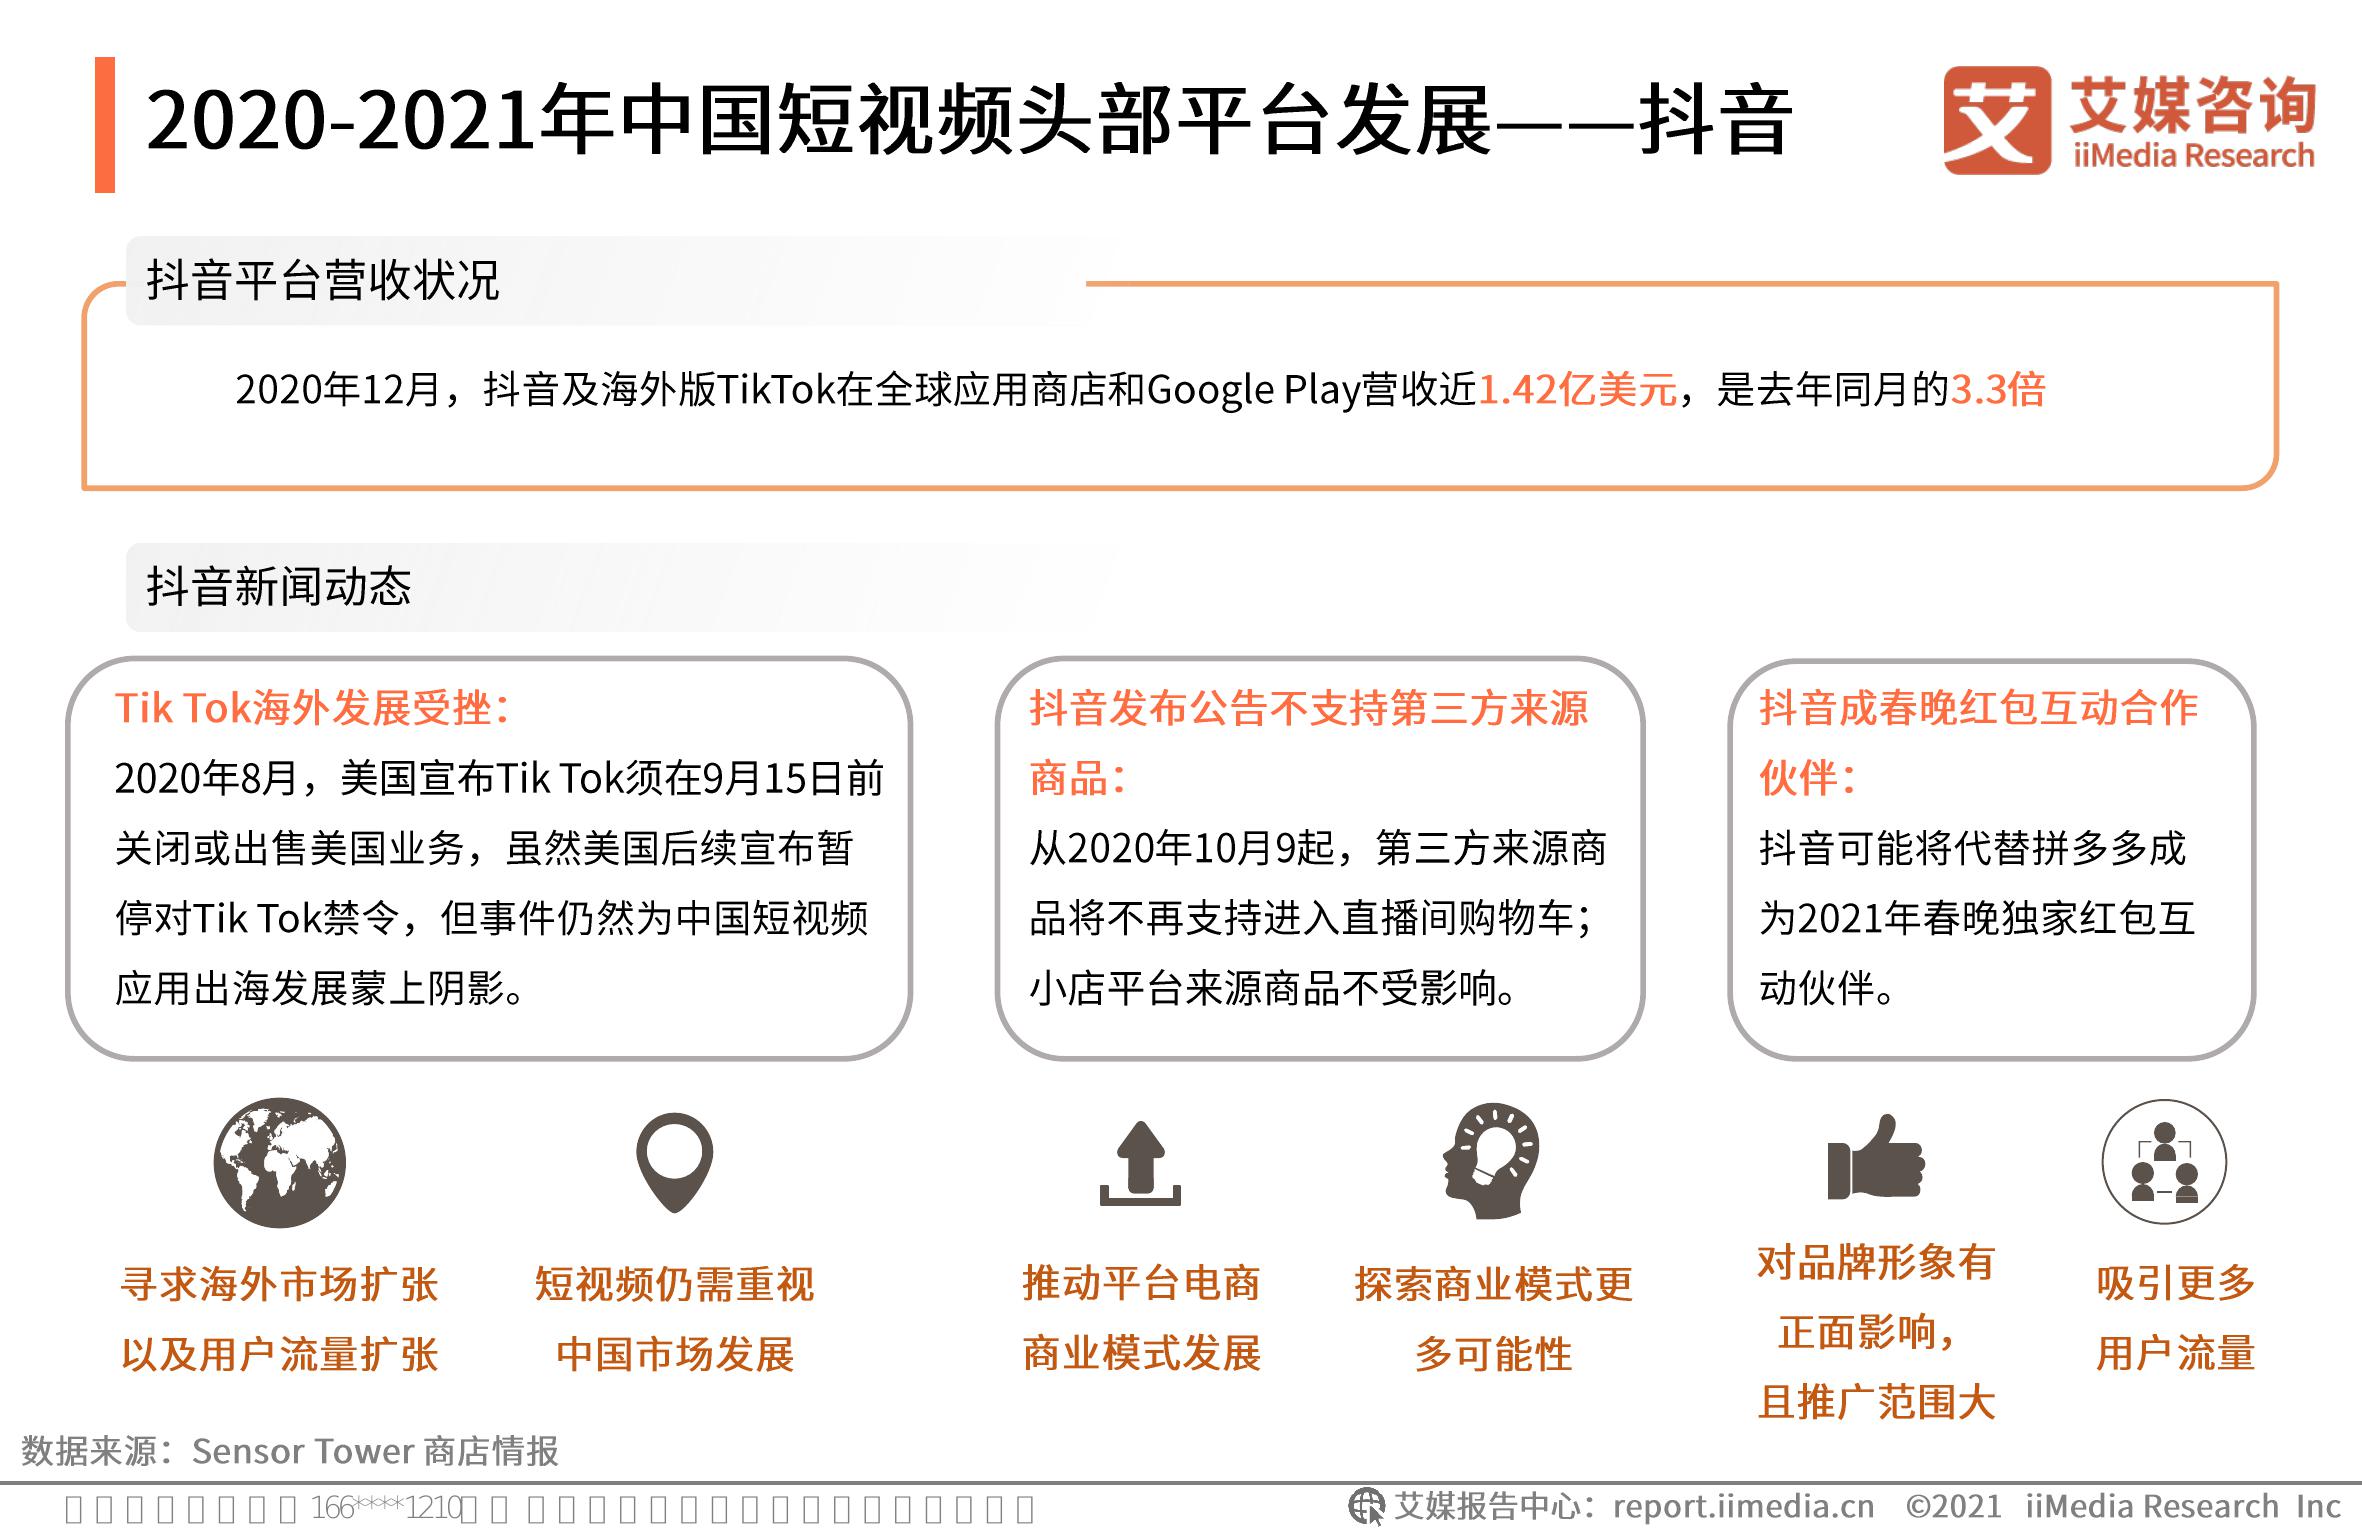 2020-2021年中国短视频头部平台发展——抖音
艾媒咨询
iiMedia Research
抖音平台营收状况
2020年12月，抖音及海外版TikTok在全球应用商店和Google Play营收近1.42亿美元，是去年同月的3.3倍
抖音新闻动态
Tik Tok海外发展受挫：
2020年8月，美国宣布Tik Tok须在9月15日前
关闭或出售美国业务，虽然美国后续宣布暂
停对Tik Tok禁令，但事件仍然为中国短视频
应用出海发展蒙上阴影。
抖音发布公告不支持第三方来源
商品：
从2020年10月9起，第三方来源商
品将不再支持进入直播间购物车；
小店平台来源商品不受影响。
抖音成春晚红包互动合作
伙伴：
抖音可能将代替拼多多成
为2021年春晚独家红包互
动伙伴。
寻求海外市场扩张
以及用户流量扩张
短视频仍需重视
中国市场发展
推动平台电商
商业模式发展
探索商业模式更
多可能性
对品牌形象有
正面影响，
且推广范围大
吸引更多
用户流量
数据来源：Sensor Tower 商店情报
166****1210
艾媒报告中心：report.iimedia.cn ©2021 iiMedia Research Inc